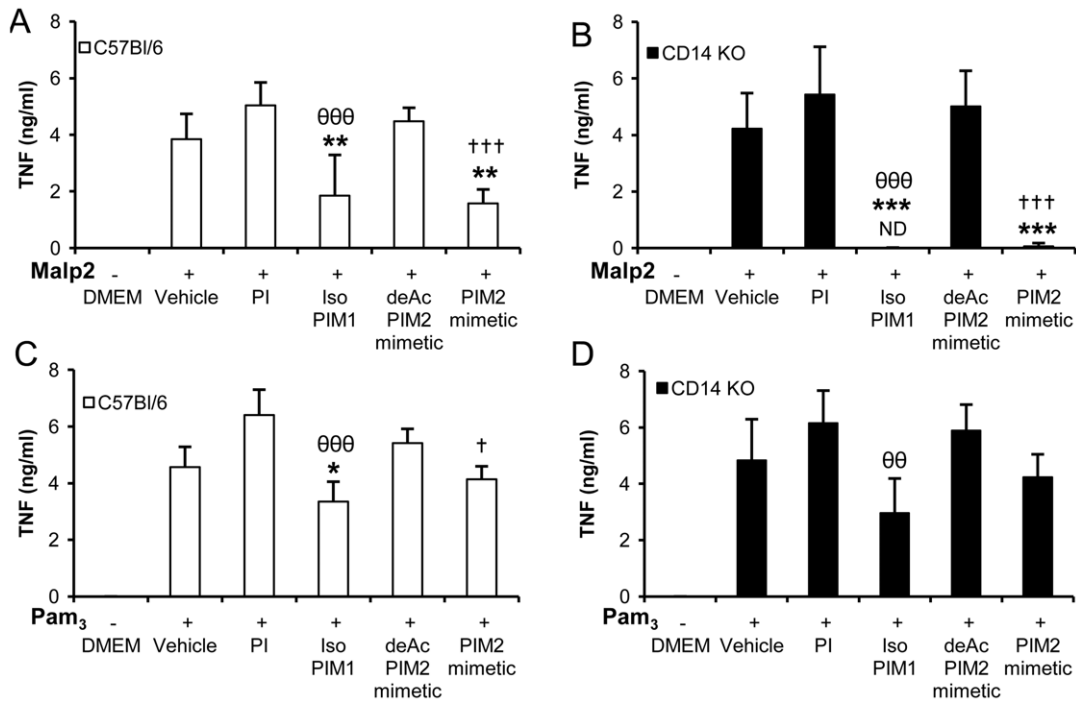 A
C57Bl/6
TNF (ng/ml)
8
6
4
2
0
θθθ
**
†††
**
Malp2 - + + + + +
DMEM Vehicle PI Iso PIM1 deAc PIM2 mimetic PIM2 mimetic
B
CD14 KO
TNF (ng/ml)
8
6
4
2
0
θθθ
***
ND
†††
***
Malp2 - + + + + +
DMEM Vehicle PI Iso PIM1 deAc PIM2 mimetic PIM2 mimetic
C
C57Bl/6
TNF (ng/ml)
8
6
4
2
0
θθθ
*
†
Pam3 - + + + + +
DMEM Vehicle PI Iso PIM1 deAc PIM2 mimetic PIM2 mimetic
D
CD14 KO
TNF (ng/ml)
8
6
4
2
0
θθ
Pam3 - + + + + +
DMEM Vehicle PI Iso PIM1 deAc PIM2 mimetic PIM2 mimetic